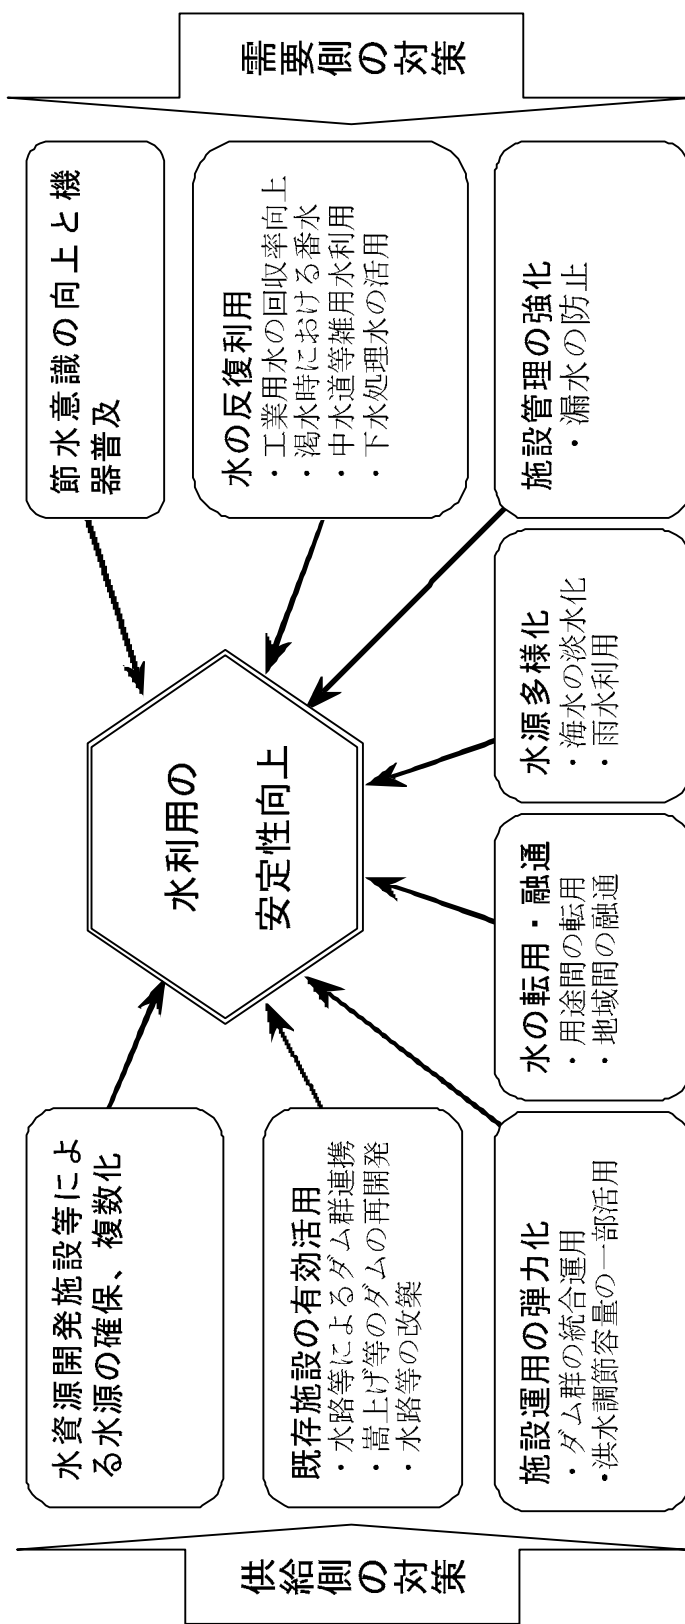 供給側の対策
水資源開発施設等によ
る水源の確保、複数化
既存施設の有効活用
・水路等によるダム群連携
・嵩上げ等のダムの再開発
・水路等の改築
施設運用の弾力化
・ダム群の統合運用
・洪水調節容量の一部活用
水の転用・融通
・用途間の転用
・地域間の融通
水源多様化
・海水の淡水化
・雨水利用
水利用の
安定性向上
節水意識の向上と機
器普及
水の反復利用
・工業用水の回収率向上
・渇水時における番水
・中水道等雑用水利用
・下水処理水の活用
施設管理の強化
・漏水の防止
需要側の対策